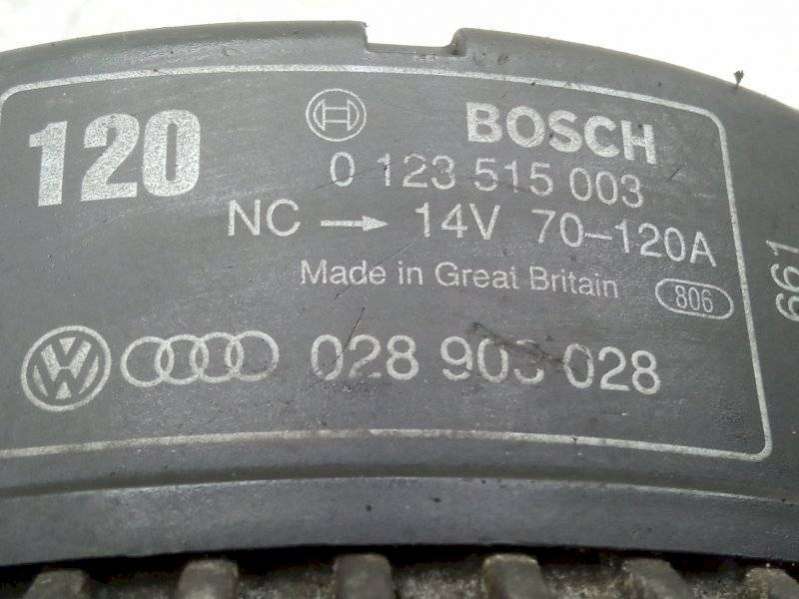 120
BOSCH
0 123 515 003
NC → 14V 70–120A
Made in Great Britain 806
661
VW 028 903 028